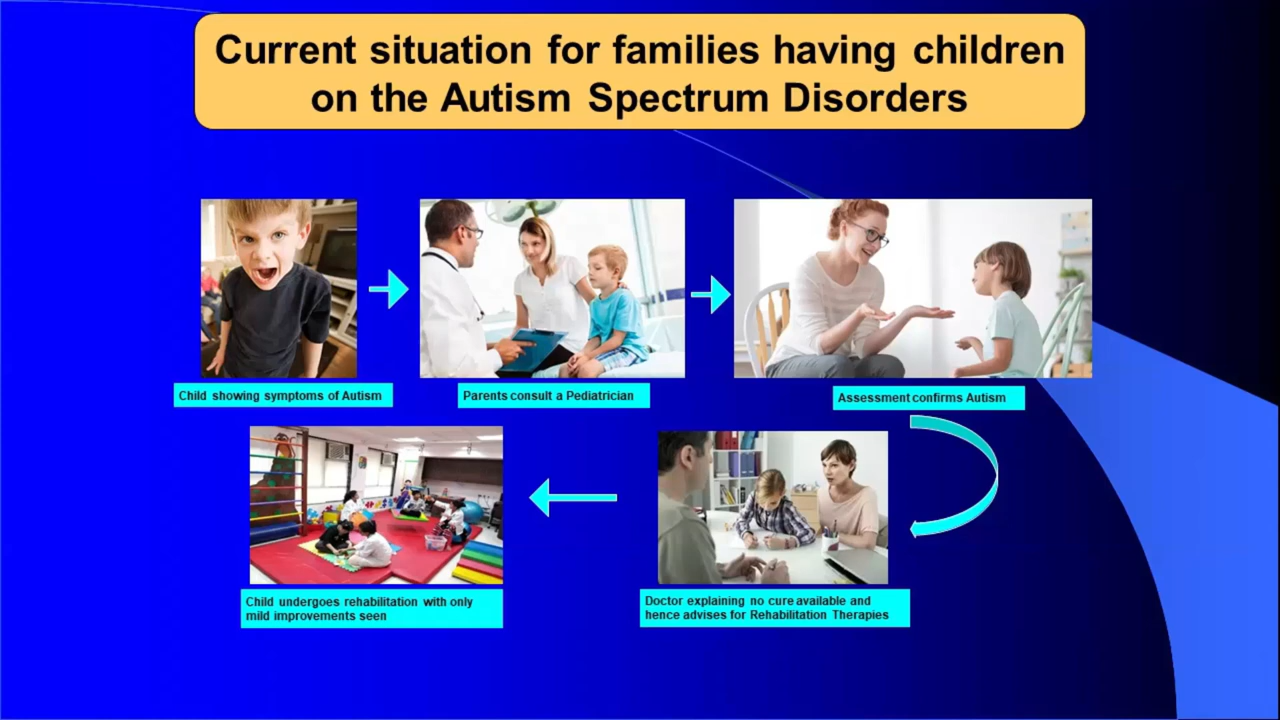 Current situation for families having children
on the Autism Spectrum Disorders
Child showing symptoms of Autism
Parents consult a Pediatrician
Assessment confirms Autism
Doctor explaining no cure available and
hence advises for Rehabilitation Therapies
Child undergoes rehabilitation with only
mild improvements seen